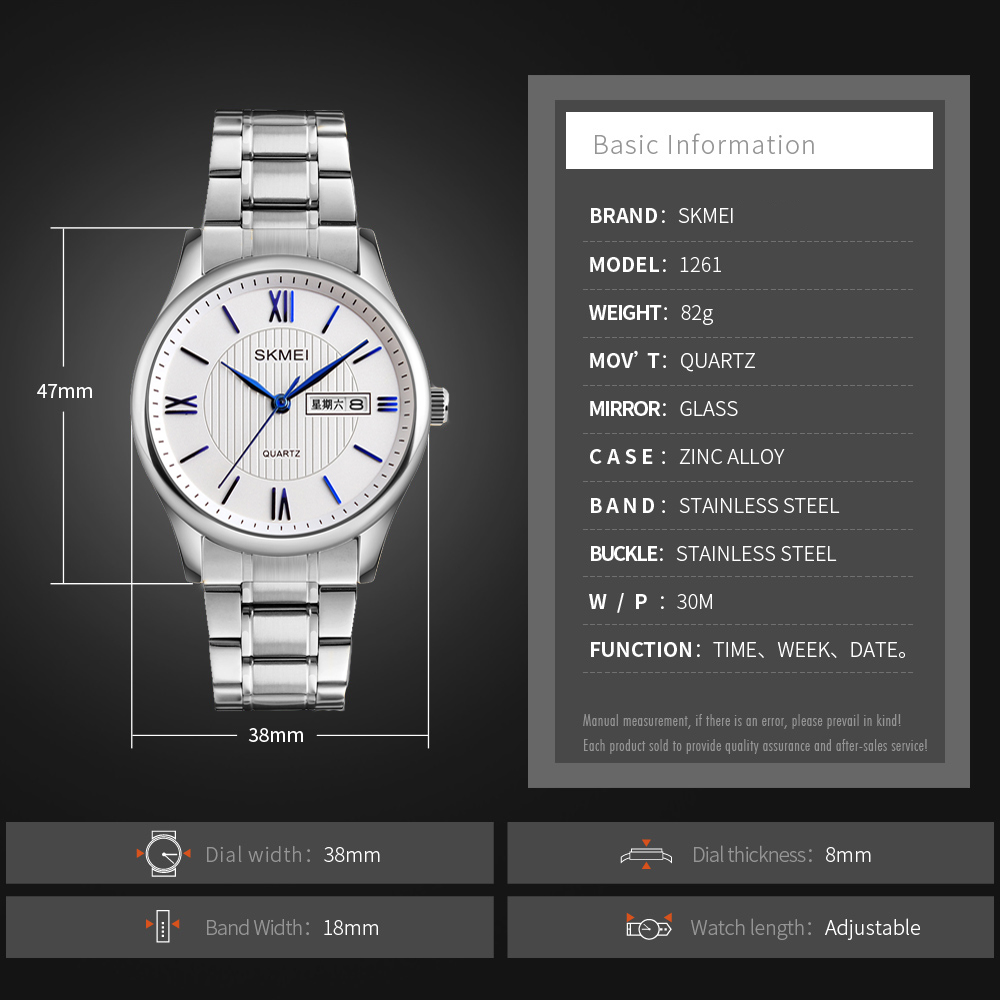 XII
SKMEI
星期六 8
QUARTZ
47mm
38mm
Basic Information
BRAND: SKMEI
MODEL: 1261
WEIGHT: 82g
MOV’T: QUARTZ
MIRROR: GLASS
CASE: ZINC ALLOY
BAND: STAINLESS STEEL
BUCKLE: STAINLESS STEEL
W/P: 30M
FUNCTION: TIME、WEEK、DATE。
Manual measurement, if there is an error, please prevail in kind!
Each product sold to provide quality assurance and after-sales service!
Dial width: 38mm
Dial thickness: 8mm
Band Width: 18mm
Watch length: Adjustable